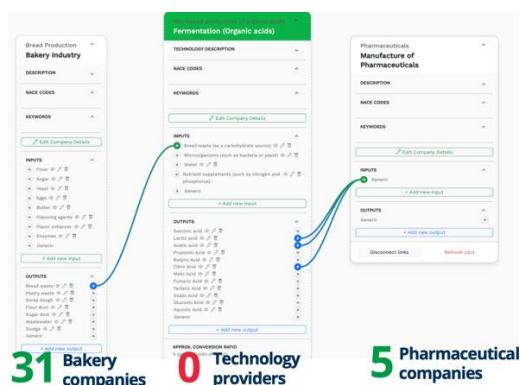 Bread Production
Bakery Industry
DESCRIPTION
NACE CODES
KEYWORDS
Edit Company Details
INPUTS
Flour
Sugar
Yeast
Eggs
Butter
Flavoring agents
Flavor enhancer
Enzymes
Generic
+ Add new input
OUTPUTS
Bread waste
Pastry waste
Scrap dough
Flour dust
Sugar dust
Wastewater
Sludge
Generic
+ Add new output
31 Bakery
companies
Fermentation (Organic acids)
TECHNOLOGY DESCRIPTION
NACE CODES
KEYWORDS
Edit Company Details
INPUTS
Bread waste (as a carbohydrate source)
Microorganisms (such as bacteria or yeast)
Water
Nutrient supplements (such as nitrogen and
phosphorus)
Generic
+ Add new input
OUTPUTS
Succinic acid
Lactic acid
Acetic acid
Propionic Acid
Butyric Acid
Citric Acid
Malic Acid
Fumaric Acid
Tartaric Acid
Oxalic Acid
Gluconic Acid
Itaconic Acid
Generic
+ Add new output
APPROX. CONVERSION RATIO
0 Technology
providers
Pharmaceuticals
Manufacture of
Pharmaceuticals
DESCRIPTION
NACE CODES
KEYWORDS
Edit Company Details
INPUTS
Generic
+ Add new input
OUTPUTS
Generic
+ Add new output
Disconnect links
Remove card
5 Pharmaceutical
companies